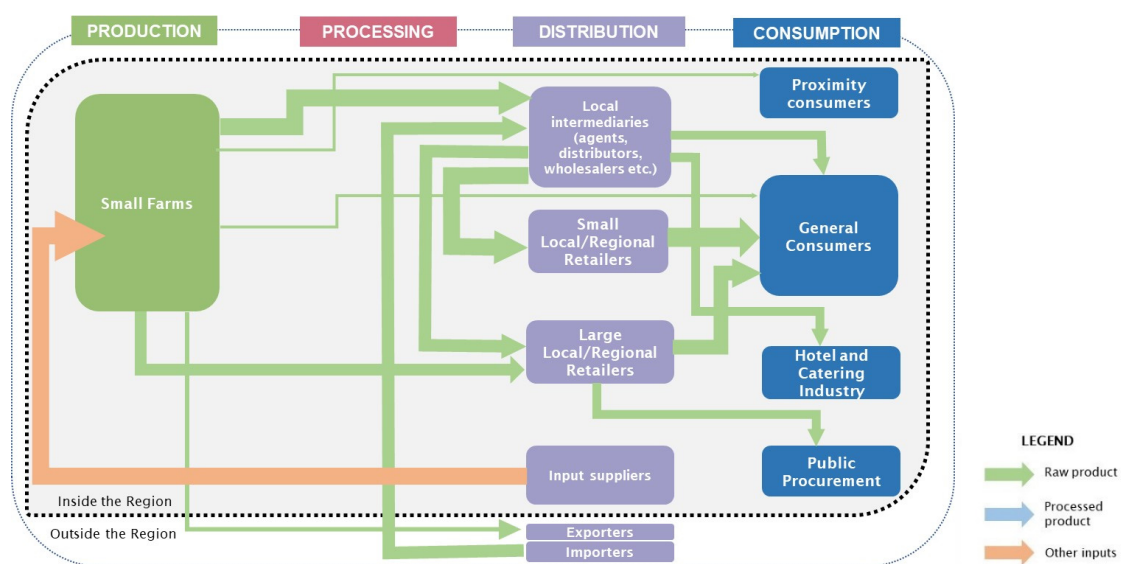 PRODUCTION
PROCESSING
DISTRIBUTION
CONSUMPTION
Proximity
consumers
Local
intermediaries
(agents,
distributors,
wholesalers etc.)
Small Farms
General
Consumers
Small
Local/Regional
Retailers
Large
Local/Regional
Retailers
Hotel and
Catering
Industry
Input suppliers
Public
Procurement
Inside the Region
Outside the Region
Exporters
Importers
LEGEND
Raw product
Processed
product
Other inputs